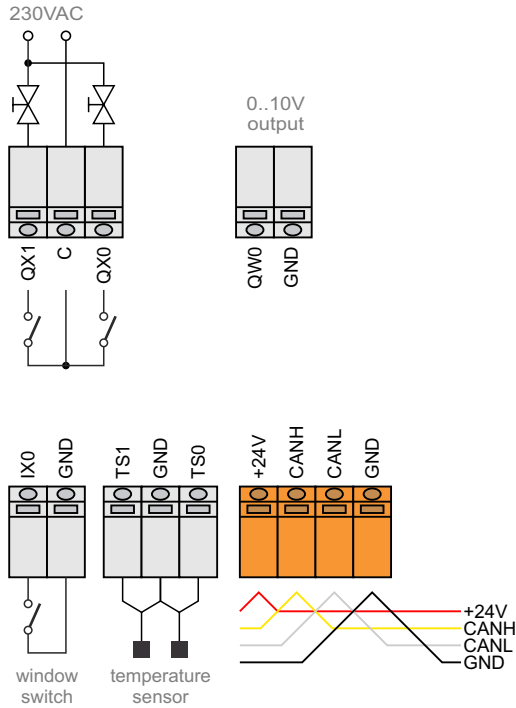 230VAC
0..10V
output
QX1
C
QX0
QW0
GND
IX0
GND
TS1
GND
TS0
+24V
CANH
CANL
GND
+24V
CANH
CANL
GND
window
switch
temperature
sensor